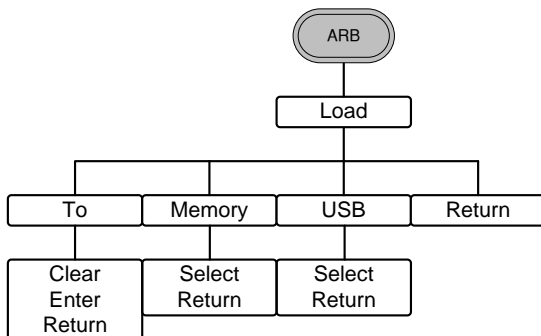 ARB
Load
To Memory USB Return
Clear
Enter
Return
Select
Return
Select
Return